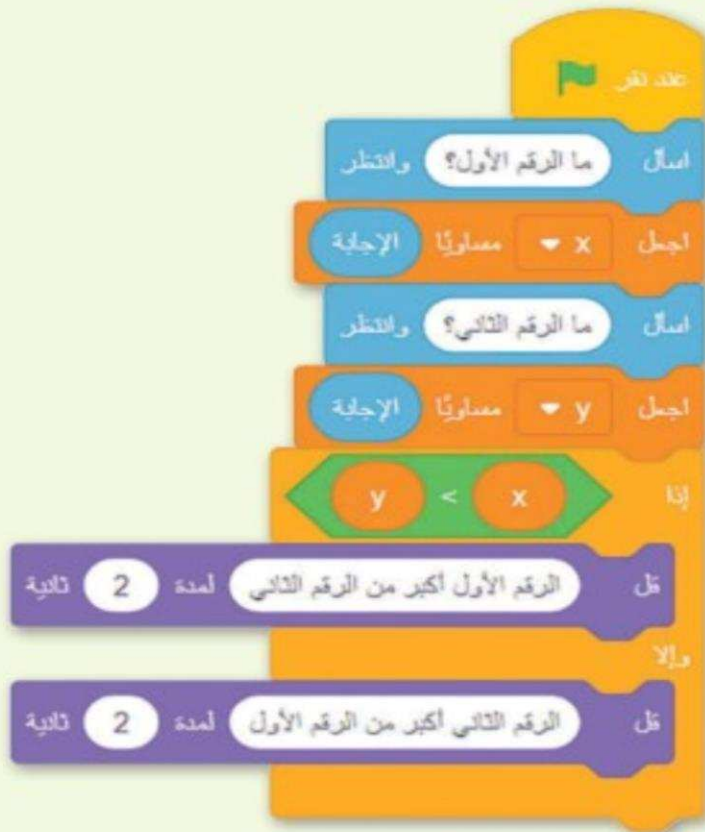 عند نقر
اسأل ما الرقم الأول؟ وانتظر
اجعل x مساويًا الإجابة
اسأل ما الرقم الثاني؟ وانتظر
اجعل y مساويًا الإجابة
إذا x < y
قل الرقم الأول أكبر من الرقم الثاني لمدة 2 ثانية
وإلا
قل الرقم الثاني أكبر من الرقم الأول لمدة 2 ثانية